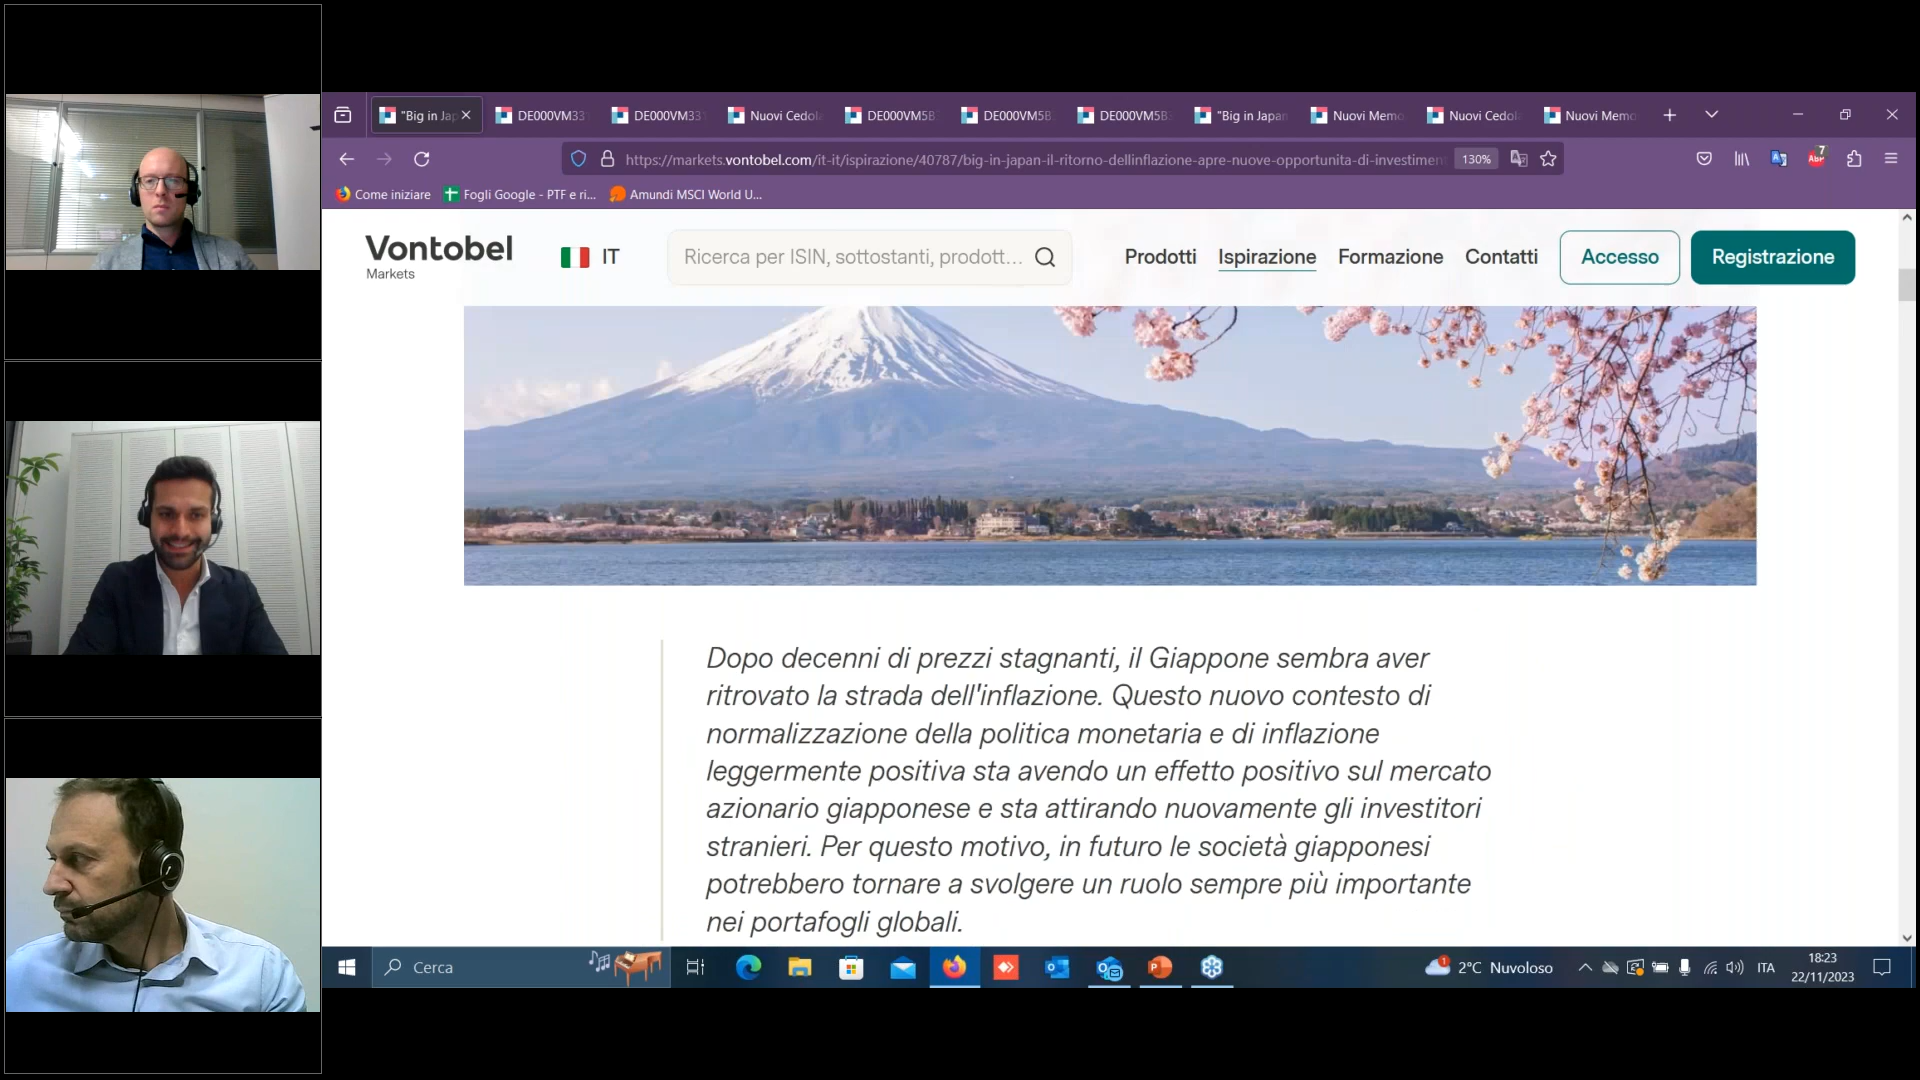 "Big in Jap
DE000VM33
DE000VM33
Nuovi Cedol
DE000VM5B
DE000VM5B
DE000VM5B
"Big in Japan
Nuovi Memo
Nuovi Cedol
Nuovi Memo
https://markets.vontobel.com/it-it/ispirazione/40787/big-in-japan-il-ritorno-dellinflazione-apre-nuove-opportunita-di-investimen
130%
7
Come iniziare
Fogli Google - PTF e ri...
Amundi MSCI World U...
Vontobel
Markets
IT
Ricerca per ISIN, sottostanti, prodott...
Prodotti
Ispirazione
Formazione
Contatti
Accesso
Registrazione
Dopo decenni di prezzi stagnanti, il Giappone sembra aver
ritrovato la strada dell'inflazione. Questo nuovo contesto di
normalizzazione della politica monetaria e di inflazione
leggermente positiva sta avendo un effetto positivo sul mercato
azionario giapponese e sta attirando nuovamente gli investitori
stranieri. Per questo motivo, in futuro le società giapponesi
potrebbero tornare a svolgere un ruolo sempre più importante
nei portafogli globali.
Cerca
1
2°C Nuvoloso
ITA
18:23
22/11/2023